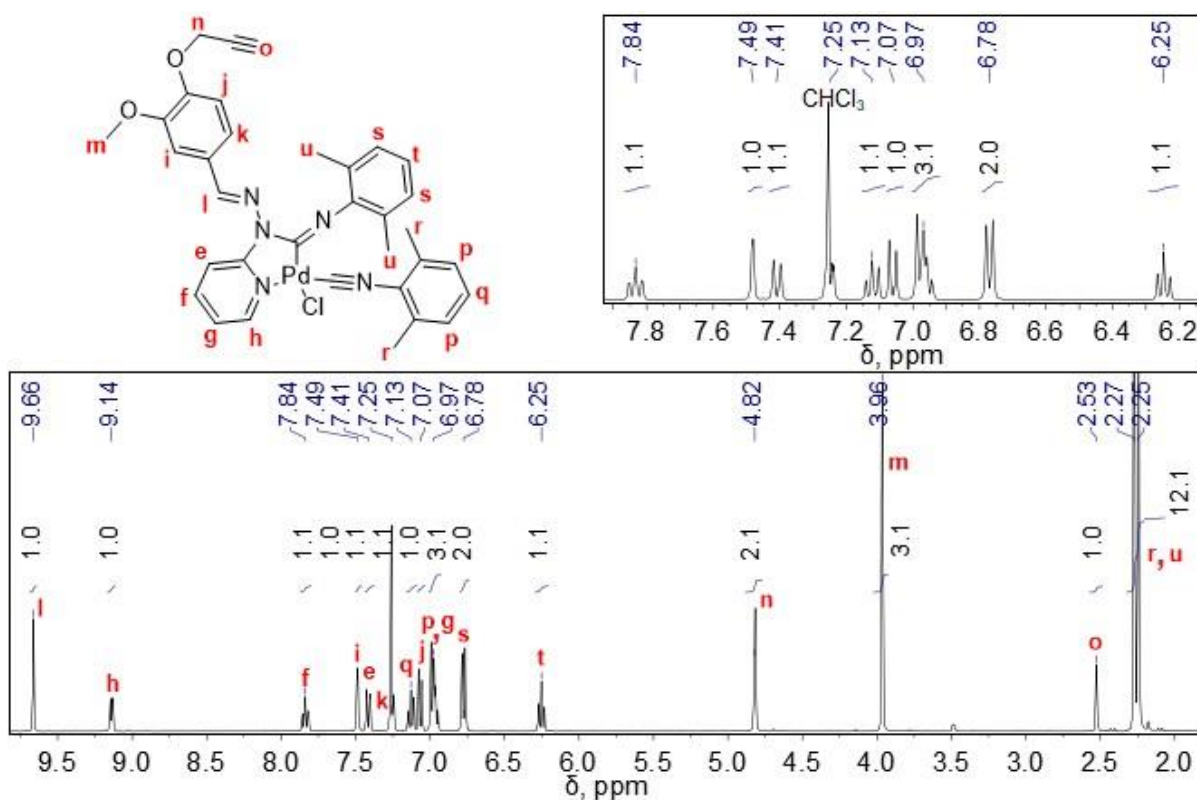 n
o
O
j
O
m
k
i
u
s
t
l
N
N
s
N
r
u
e
Pd
N
p
f
N
Cl
q
g
h
r
p
7.84
7.49
7.41
7.25
7.13
7.07
6.97
6.78
6.25
CHCl3
1.1
1.0
1.1
1.1
1.0
3.1
2.0
1.1
7.8 7.6 7.4 7.2 7.0 6.8 6.6 6.4 6.2
δ, ppm
9.66
9.14
7.84
7.49
7.41
7.25
7.13
7.07
6.97
6.78
6.25
4.82
3.96
2.53
2.27
2.25
1.0
1.0
1.1
1.0
1.1
1.1
1.0
3.1
2.0
1.1
2.1
3.1
1.0
12.1
l
h
f
i
e
k
q
j
p, g
s
t
n
m
o
r, u
9.5 9.0 8.5 8.0 7.5 7.0 6.5 6.0 5.5 5.0 4.5 4.0 3.5 3.0 2.5 2.0
δ, ppm